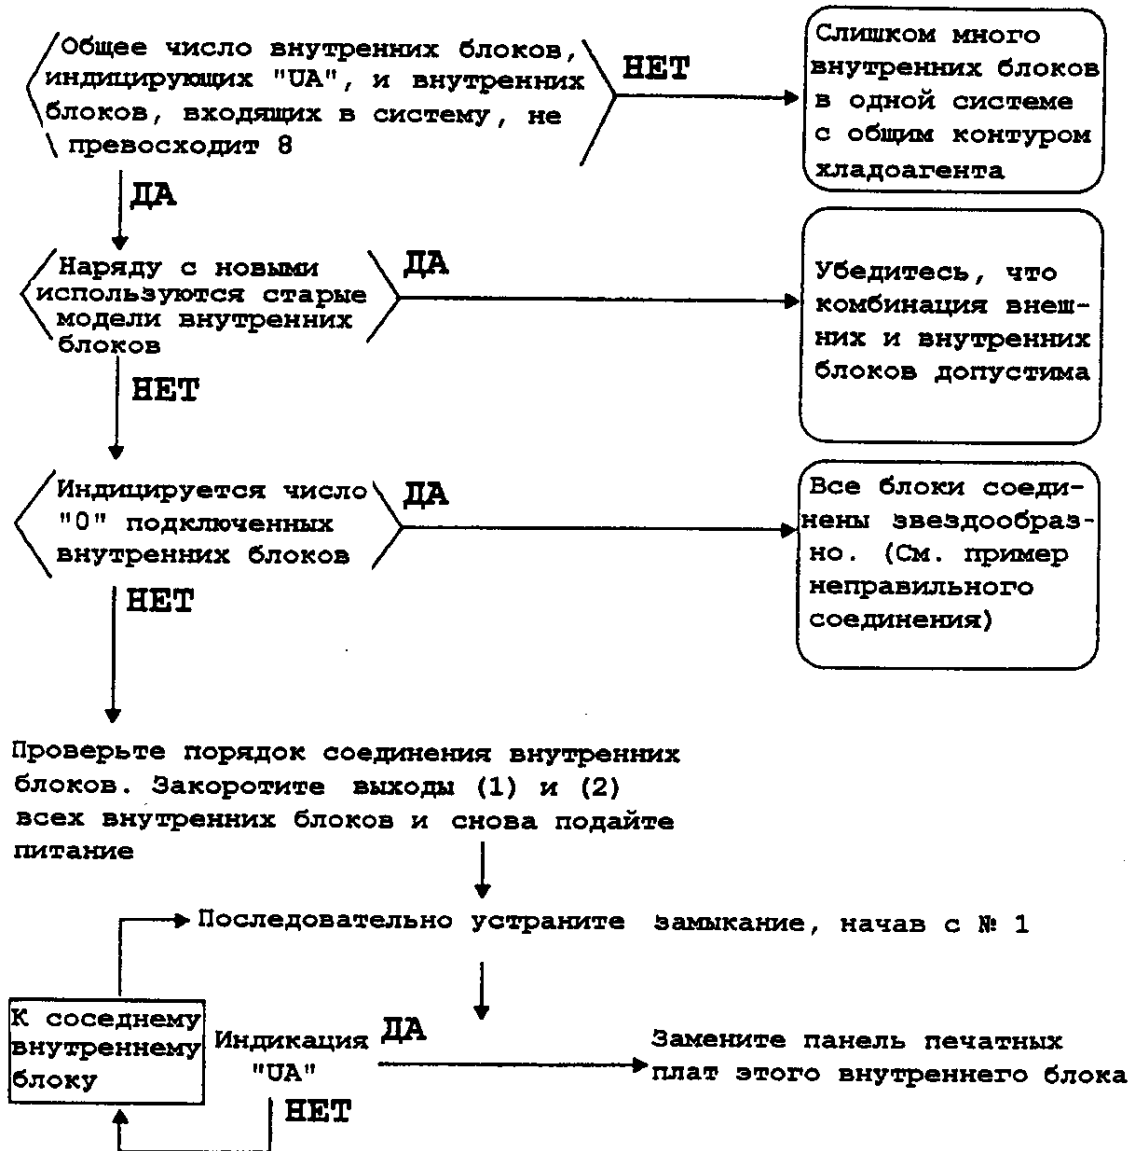 Общее число внутренних блоков,
индицирующих "UA", и внутренних
блоков, входящих в систему, не
превосходит 8
НЕТ
Слишком много
внутренних блоков
в одной системе
с общим контуром
хладоагента
ДА
Наряду с новыми
используются старые
модели внутренних
блоков
ДА
Убедитесь, что
комбинация внеш-
них и внутренних
блоков допустима
НЕТ
Индицируется число
"0" подключенных
внутренних блоков
ДА
Все блоки соеди-
нены звездообраз-
но. (См. пример
неправильного
соединения)
НЕТ
Проверьте порядок соединения внутренних
блоков. Закоротите выходы (1) и (2)
всех внутренних блоков и снова подайте
питание
Последовательно устраните замыкание, начав с № 1
К соседнему
внутреннему
блоку
Индикация
"UA"
ДА
Замените панель печатных
плат этого внутреннего блока
НЕТ